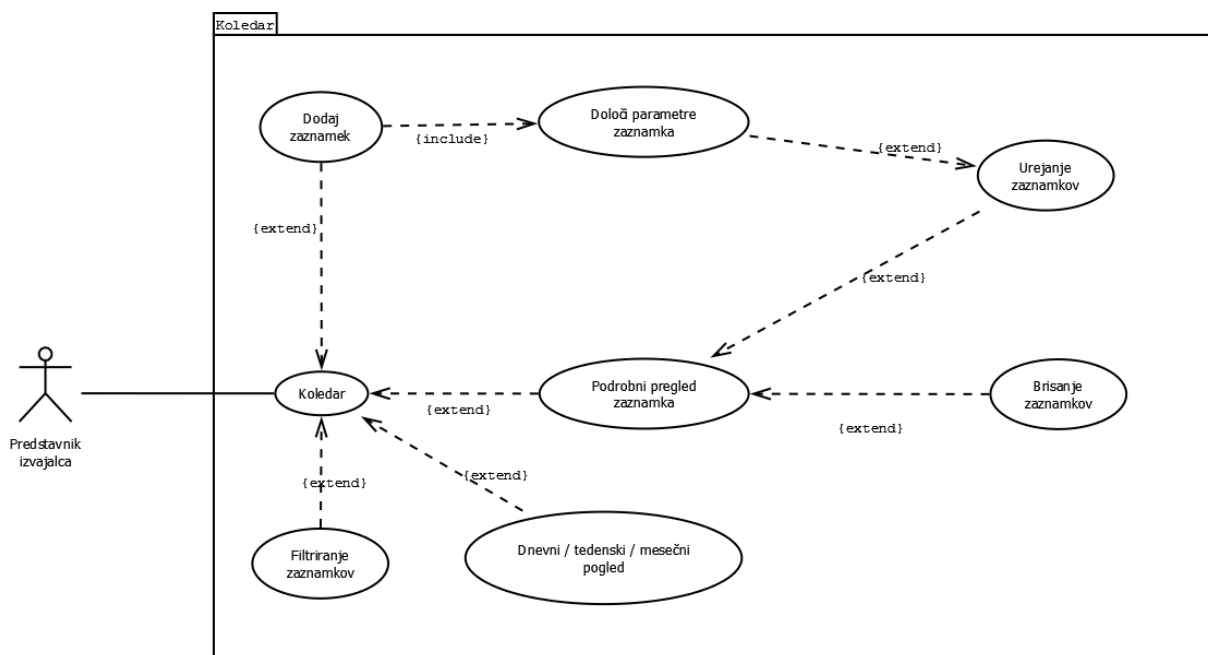 Koledar
Dodaj
zaznamek
{include}
Določi parametre
zaznamka
{extend}
Urejanje
zaznamkov
{extend}
{extend}
Predstavnik
izvajalca
Koledar
{extend}
Podrobni pregled
zaznamka
{extend}
Brisanje
zaznamkov
{extend}
{extend}
Filtriranje
zaznamkov
Dnevni / tedenski / mesečni
pogled